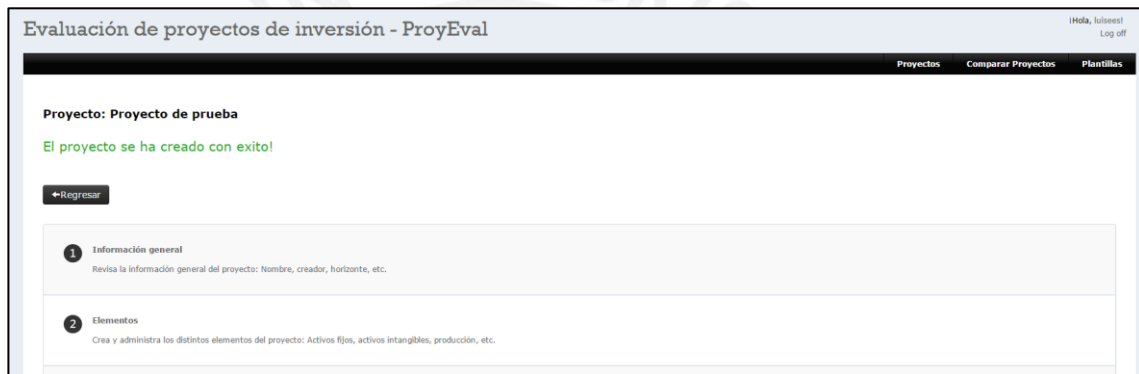 Evaluación de proyectos de inversión - ProyEval
¡Hola, luisees!
Log off
Proyectos Comparar Proyectos Plantillas
Proyecto: Proyecto de prueba
El proyecto se ha creado con exito!
←Regresar
1 Información general
Revisa la información general del proyecto: Nombre, creador, horizonte, etc.
2 Elementos
Crea y administra los distintos elementos del proyecto: Activos fijos, activos intangibles, producción, etc.